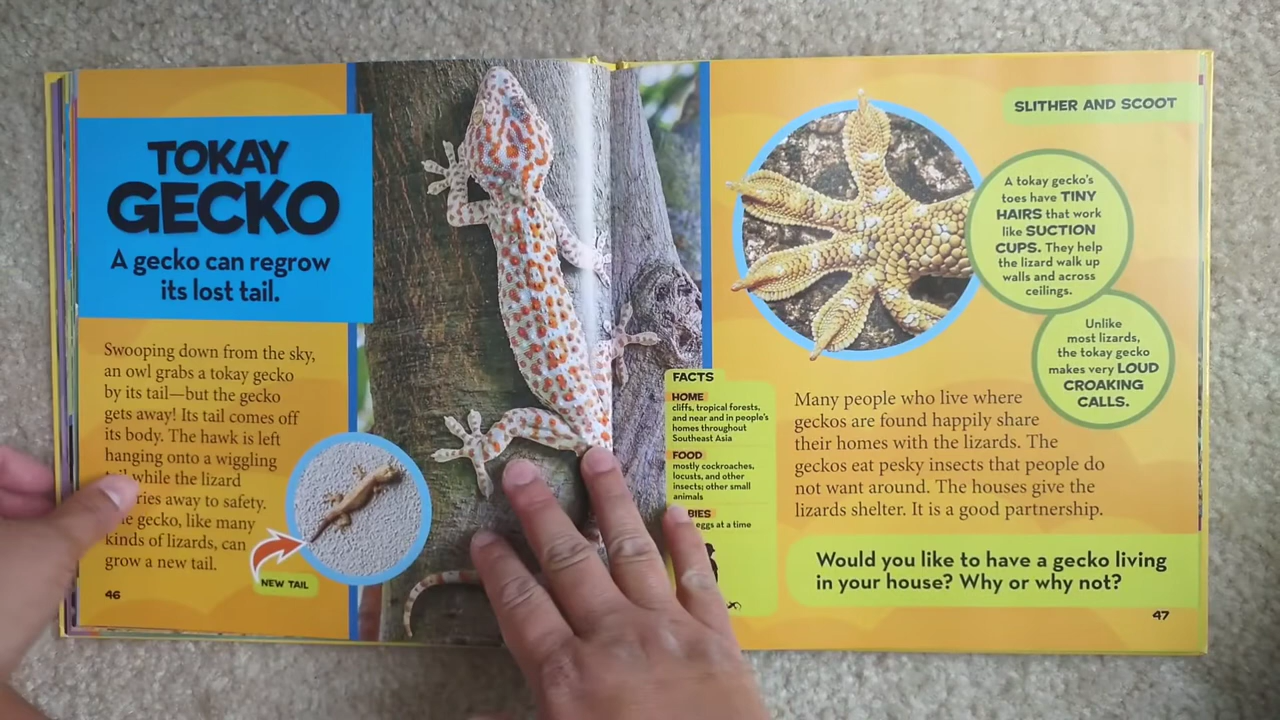 TOKAY
GECKO
A gecko can regrow
its lost tail.
Swooping down from the sky,
an owl grabs a tokay gecko
by its tail—but the gecko
gets away! Its tail comes off
its body. The hawk is left
hanging onto a wiggling
while the lizard
to safety.
gecko, like many
kinds of lizards, can
grow a new tail.
NEW TAIL
46
FACTS
HOME
cliffs, tropical forests,
and near and in people's
homes throughout
Southeast Asia
FOOD
mostly cockroaches,
locusts, and other
insects; other small
animals
eggs at a time
SLITHER AND SCOOT
A tokay gecko's
toes have TINY
HAIRS that work
like SUCTION
CUPS. They help
the lizard walk up
walls and across
ceilings.
Unlike
most lizards,
the tokay gecko
makes very LOUD
CROAKING
CALLS.
Many people who live where
geckos are found happily share
their homes with the lizards. The
geckos eat pesky insects that people do
not want around. The houses give the
lizards shelter. It is a good partnership.
Would you like to have a gecko living
in your house? Why or why not?
47